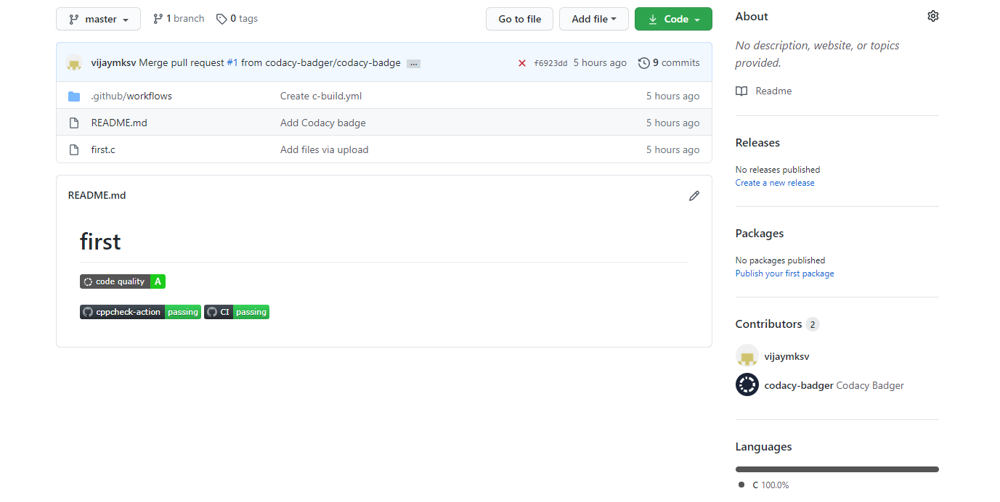 master 1 branch 0 tags Go to file Add file Code
vijaymksv Merge pull request #1 from codacy-badger/codacy-badge ... f6923dd 5 hours ago 9 commits
.github/workflows Create c-build.yml 5 hours ago
README.md Add Codacy badge 5 hours ago
first.c Add files via upload 5 hours ago
README.md
first
code quality A
cppcheck-action passing CI passing
About
No description, website, or topics
provided.
Readme
Releases
No releases published
Create a new release
Packages
No packages published
Publish your first package
Contributors 2
vijaymksv
codacy-badger Codacy Badger
Languages
C 100.0%